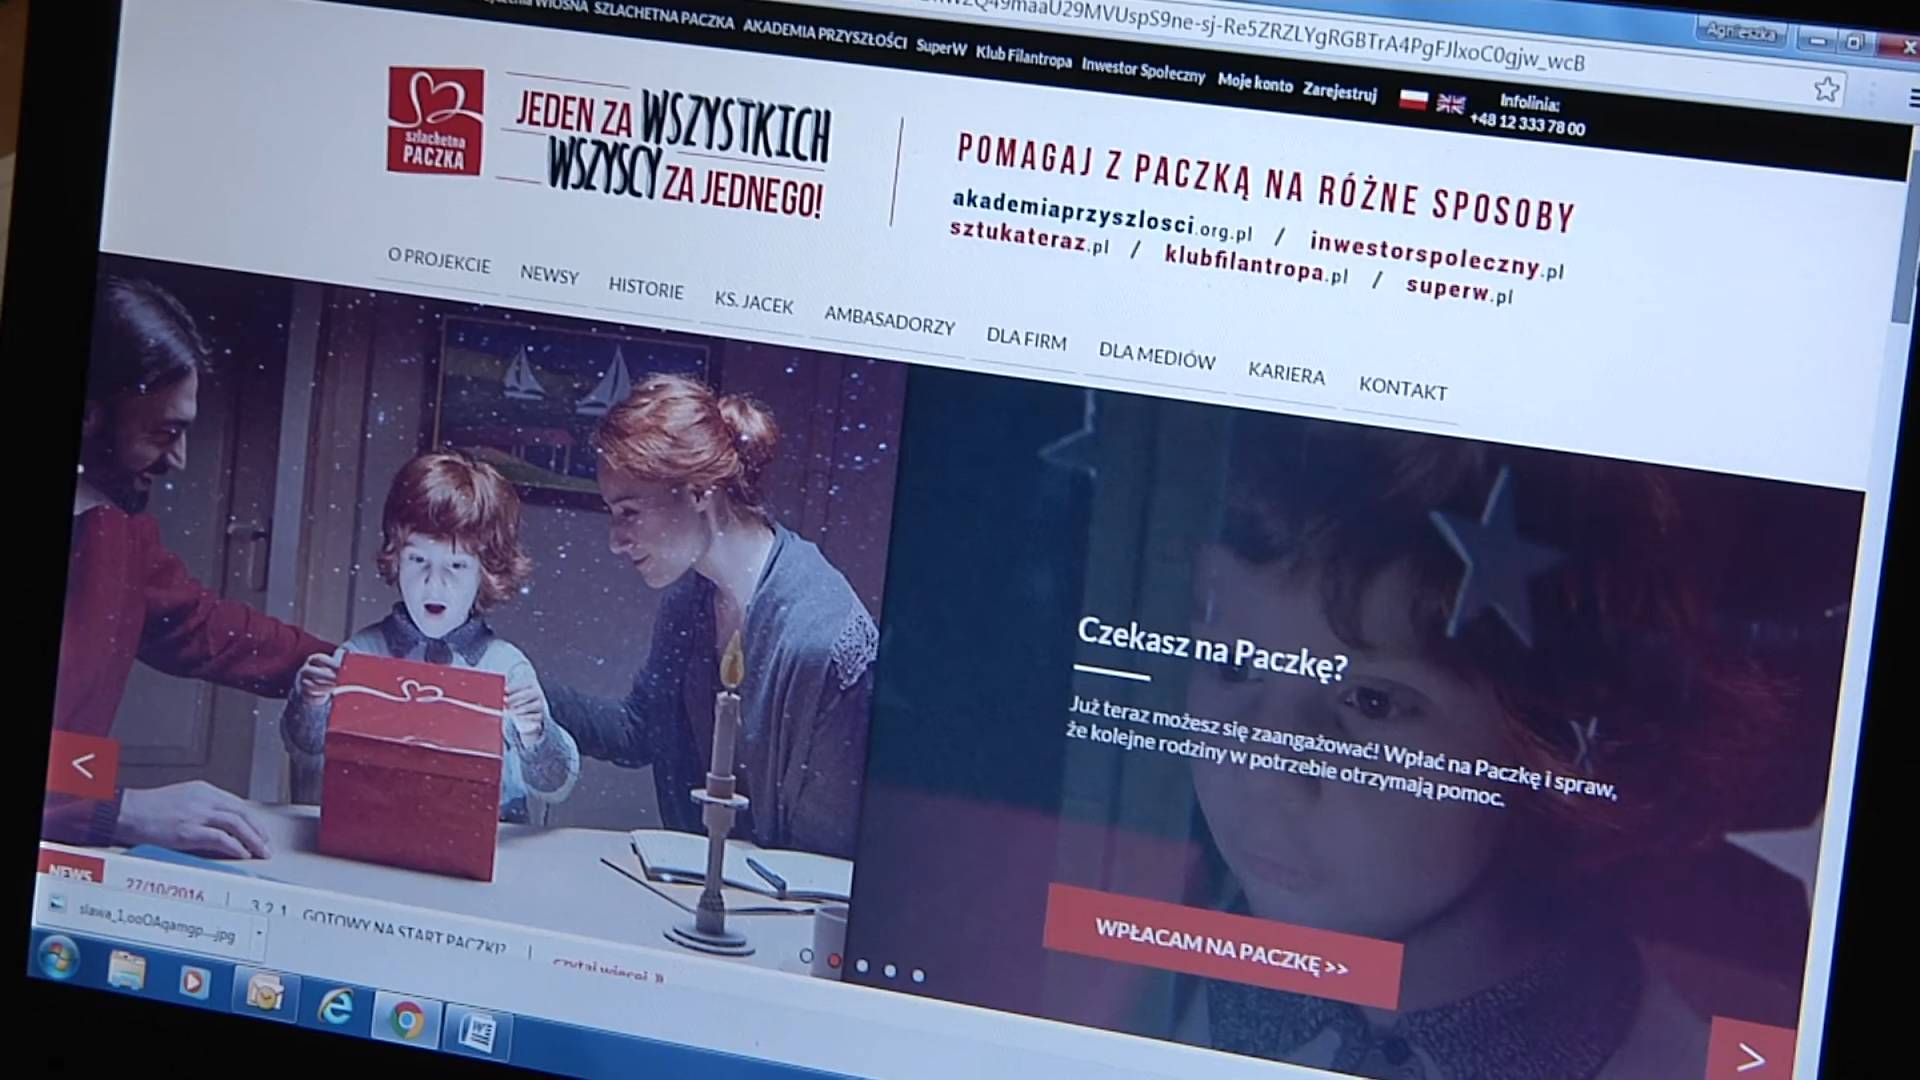 WIOSNA SZLACHETNA PACZKA AKADEMIA PRZYSZŁOŚCI SuperW Klub Filantropa Inwestor Społeczny Moje konto Zarejestruj
Agnieszka
Infolinia:
+48 12 333 78 00
szlachetna
PACZKA
JEDEN ZA WSZYSTKICH
WSZYSCY ZA JEDNEGO!
POMAGAJ Z PACZKĄ NA RÓŻNE SPOSOBY
akademiaprzyszlosci.org.pl / inwestorspoleczny.pl
sztukateraz.pl / klubfilantropa.pl / superw.pl
O PROJEKCIE NEWSY HISTORIE KS. JACEK AMBASADORZY DLA FIRM DLA MEDIÓW KARIERA KONTAKT
Czekasz na Paczkę?
Już teraz możesz się zaangażować! Wpłać na Paczkę i spraw,
że kolejne rodziny w potrzebie otrzymają pomoc.
WPŁACAM NA PACZKĘ >>
NEWS 27/10/2016 | 3,2,1... GOTOWY NA START PACZKI? | czytaj więcej »